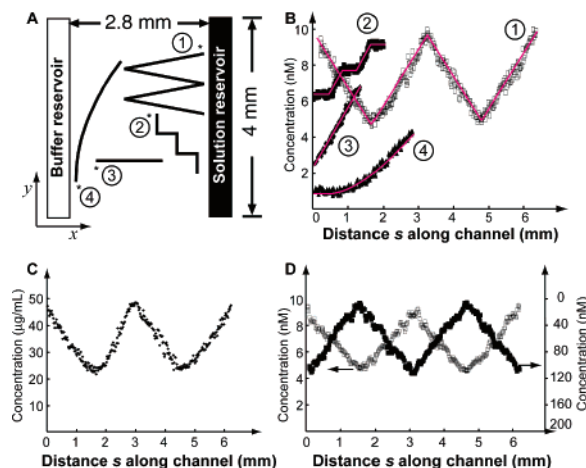 A
2.8 mm
Buffer reservoir
Solution reservoir
4 mm
1
*
2
*
*
3
*
4
y
x
B
Concentration (nM)
10
8
6
4
2
0 1 2 3 4 5 6
Distance s along channel (mm)
2
1
3
4
C
Concentration (µg/mL)
50
40
30
20
10
0 1 2 3 4 5 6
Distance s along channel (mm)
D
Concentration (nM)
10
8
6
4
2
0 1 2 3 4 5 6
Distance s along channel (mm)
0
40
80
120
160
200
Concentration (nM)